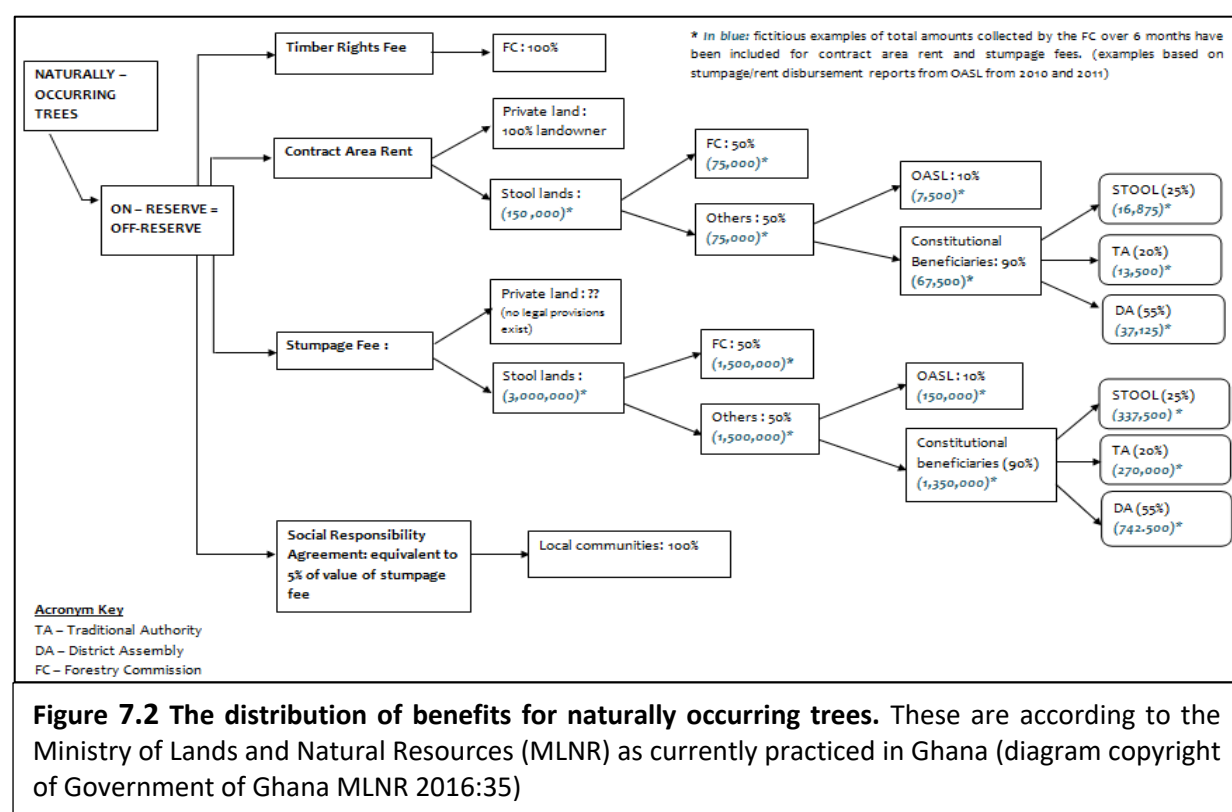 Timber Rights Fee
FC: 100%
* In blue: fictitious examples of total amounts collected by the FC over 6 months have
been included for contract area rent and stumpage fees. (examples based on
stumpage/rent disbursement reports from OASL from 2010 and 2011)
NATURALLY –
OCCURRING
TREES
Contract Area Rent
Private land:
100% landowner
Stool lands:
(150,000)*
FC: 50%
(75,000)*
Others: 50%
(75,000)*
OASL: 10%
(7,500)*
Constitutional
Beneficiaries: 90%
(67,500)*
STOOL (25%)
(16,875)*
TA (20%)
(13,500)*
DA (55%)
(37,125)*
ON – RESERVE =
OFF-RESERVE
Stumpage Fee :
Private land: ??
(no legal provisions
exist)
Stool lands:
(3,000,000)*
FC: 50%
(1,500,000)*
Others: 50%
(1,500,000)*
OASL: 10%
(150,000)*
Constitutional
beneficiaries (90%)
(1,350,000)*
STOOL (25%)
(337,500) *
TA (20%)
(270,000)*
DA (55%)
(742.500)*
Social Responsibility
Agreement: equivalent to
5% of value of stumpage
fee
Local communities: 100%
Acronym Key
TA – Traditional Authority
DA – District Assembly
FC – Forestry Commission
Figure 7.2 The distribution of benefits for naturally occurring trees. These are according to the
Ministry of Lands and Natural Resources (MLNR) as currently practiced in Ghana (diagram copyright
of Government of Ghana MLNR 2016:35)